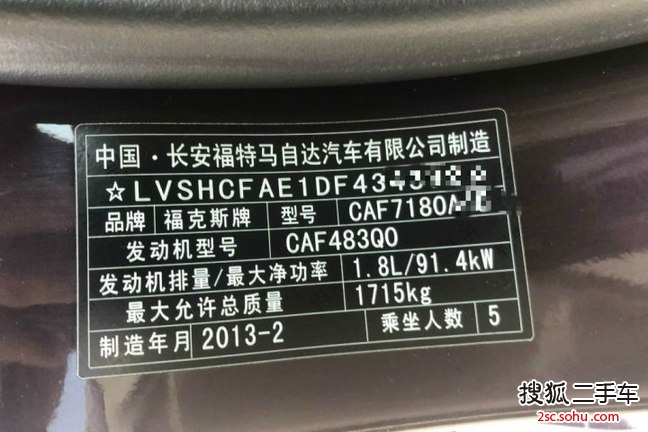 中国·长安福特马自达汽车有限公司制造
☆LVSHCFAE1DF434
品牌 福克斯牌 型号 CAF7180
发动机型号 CAF483Q0
发动机排量/最大净功率 1.8L/91.4kW
最大允许总质量 1715kg
制造年月 2013-2 乘坐人数 5
搜狐二手车
2sc.sohu.com